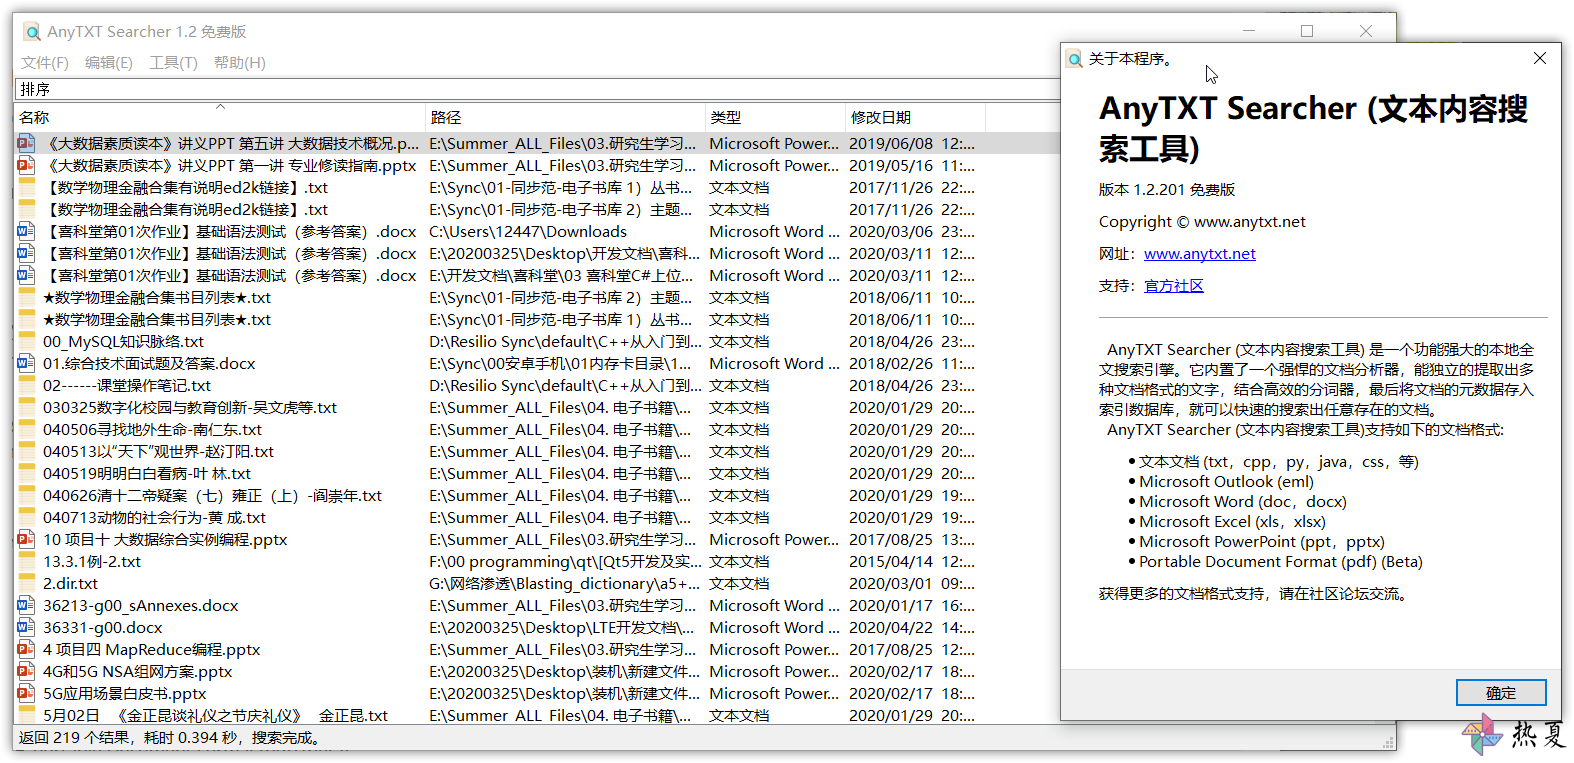 AnyTXT Searcher 1.2 免费版
文件(F) 编辑(E) 工具(T) 帮助(H)
排序
名称 路径 类型 修改日期
《大数据素质读本》讲义PPT 第五讲 大数据技术概况.p... E:\Summer_ALL_Files\03.研究生学习... Microsoft Power... 2019/06/08 12:...
《大数据素质读本》讲义PPT 第一讲 专业修读指南.pptx E:\Summer_ALL_Files\03.研究生学习... Microsoft Power... 2019/05/16 11:...
【数学物理金融合集有说明ed2k链接】.txt E:\Sync\01-同步范-电子书库 1）丛书... 文本文档 2017/11/26 22:...
【数学物理金融合集有说明ed2k链接】.txt E:\Sync\01-同步范-电子书库 2）主题... 文本文档 2017/11/26 22:...
【喜科堂第01次作业】基础语法测试（参考答案）.docx C:\Users\12447\Downloads Microsoft Word ... 2020/03/06 23:...
【喜科堂第01次作业】基础语法测试（参考答案）.docx E:\20200325\Desktop\开发文档\喜科... Microsoft Word ... 2020/03/11 12:...
【喜科堂第01次作业】基础语法测试（参考答案）.docx E:\开发文档\喜科堂\03 喜科堂C#上位... Microsoft Word ... 2020/03/11 12:...
★数学物理金融合集书目列表★.txt E:\Sync\01-同步范-电子书库 2）主题... 文本文档 2018/06/11 10:...
★数学物理金融合集书目列表★.txt E:\Sync\01-同步范-电子书库 1）丛书... 文本文档 2018/06/11 10:...
00_MySQL知识脉络.txt D:\Resilio Sync\default\C++从入门到... 文本文档 2018/04/26 23:...
01.综合技术面试题及答案.docx E:\Sync\00安卓手机\01内存卡目录\1... Microsoft Word ... 2018/02/26 11:...
02------课堂操作笔记.txt D:\Resilio Sync\default\C++从入门到... 文本文档 2018/04/26 23:...
030325数字化校园与教育创新-吴文虎等.txt E:\Summer_ALL_Files\04. 电子书籍\... 文本文档 2020/01/29 20:...
040506寻找地外生命-南仁东.txt E:\Summer_ALL_Files\04. 电子书籍\... 文本文档 2020/01/29 20:...
040513以“天下”观世界-赵汀阳.txt E:\Summer_ALL_Files\04. 电子书籍\... 文本文档 2020/01/29 20:...
040519明明白白看病-叶 林.txt E:\Summer_ALL_Files\04. 电子书籍\... 文本文档 2020/01/29 20:...
040626清十二帝疑案（七）雍正（上）-阎崇年.txt E:\Summer_ALL_Files\04. 电子书籍\... 文本文档 2020/01/29 19:...
040713动物的社会行为-黄 成.txt E:\Summer_ALL_Files\04. 电子书籍\... 文本文档 2020/01/29 19:...
10 项目十 大数据综合实例编程.pptx E:\Summer_ALL_Files\03.研究生学习... Microsoft Power... 2017/08/25 13:...
13.3.1例-2.txt F:\00 programming\qt\[Qt5开发及实... 文本文档 2015/04/14 12:...
2.dir.txt G:\网络渗透\Blasting_dictionary\a5+... 文本文档 2020/03/01 09:...
36213-g00_sAnnexes.docx E:\Summer_ALL_Files\03.研究生学习... Microsoft Word ... 2020/01/17 16:...
36331-g00.docx E:\20200325\Desktop\LTE开发文档\... Microsoft Word ... 2020/04/22 14:...
4 项目四 MapReduce编程.pptx E:\Summer_ALL_Files\03.研究生学习... Microsoft Power... 2017/08/25 12:...
4G和5G NSA组网方案.pptx E:\20200325\Desktop\装机\新建文件... Microsoft Power... 2020/02/17 18:...
5G应用场景白皮书.pptx E:\20200325\Desktop\装机\新建文件... Microsoft Power... 2020/02/17 18:...
5月02日 《金正昆谈礼仪之节庆礼仪》 金正昆.txt E:\Summer_ALL_Files\04. 电子书籍\... 文本文档 2020/01/29 20:...
返回 219 个结果，耗时 0.394 秒，搜索完成。
关于本程序。
AnyTXT Searcher (文本内容搜
索工具)
版本 1.2.201 免费版
Copyright © www.anytxt.net
网址：www.anytxt.net
支持：官方社区
AnyTXT Searcher (文本内容搜索工具) 是一个功能强大的本地全
文搜索引擎。它内置了一个强悍的文档分析器，能独立的提取出多
种文档格式的文字，结合高效的分词器，最后将文档的元数据存入
索引数据库，就可以快速的搜索出任意存在的文档。
AnyTXT Searcher (文本内容搜索工具)支持如下的文档格式:
●文本文档 (txt，cpp，py，java，css，等)
●Microsoft Outlook (eml)
●Microsoft Word (doc，docx)
●Microsoft Excel (xls，xlsx)
●Microsoft PowerPoint (ppt，pptx)
●Portable Document Format (pdf) (Beta)
获得更多的文档格式支持，请在社区论坛交流。
确定
热夏